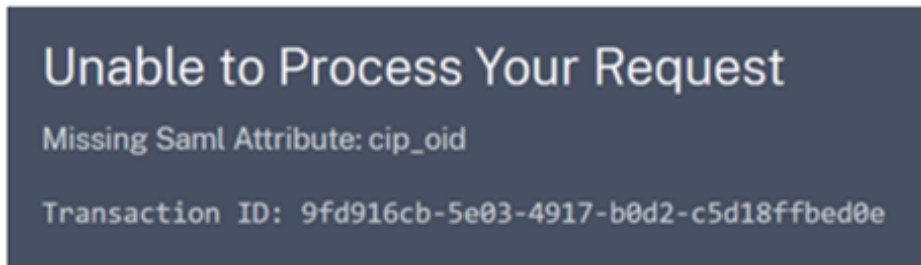 Unable to Process Your Request
Missing Saml Attribute: cip_oid
Transaction ID: 9fd916cb-5e03-4917-b0d2-c5d18ffbed0e